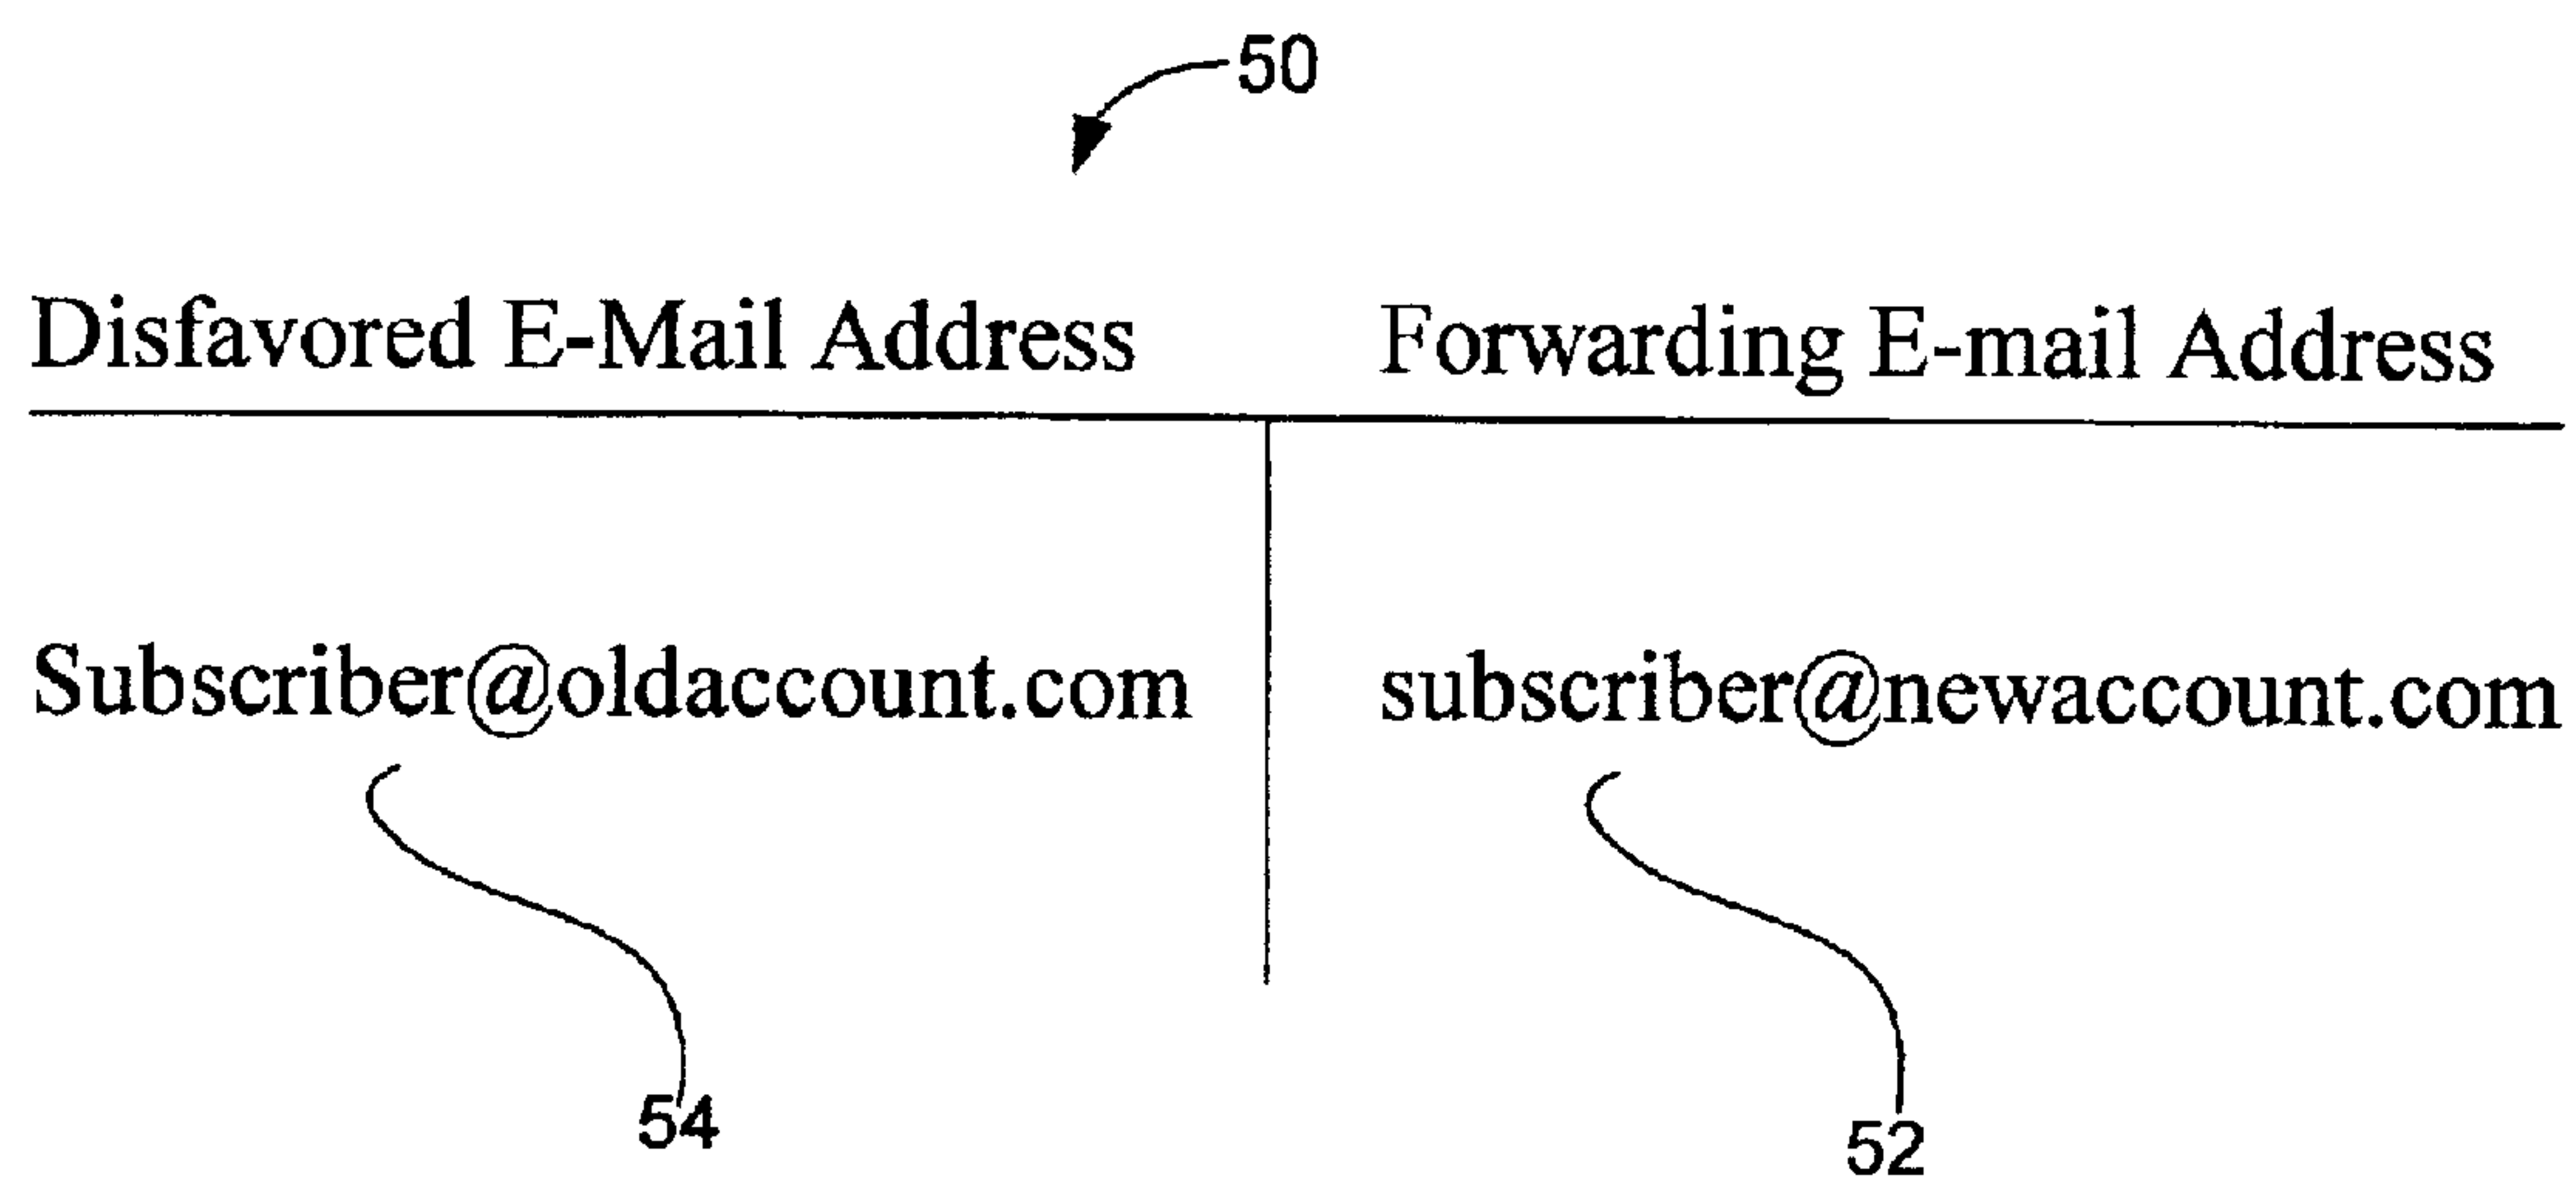 50
Disfavored E-Mail Address
Forwarding E-mail Address
Subscriber@oldaccount.com
subscriber@newaccount.com
54
52